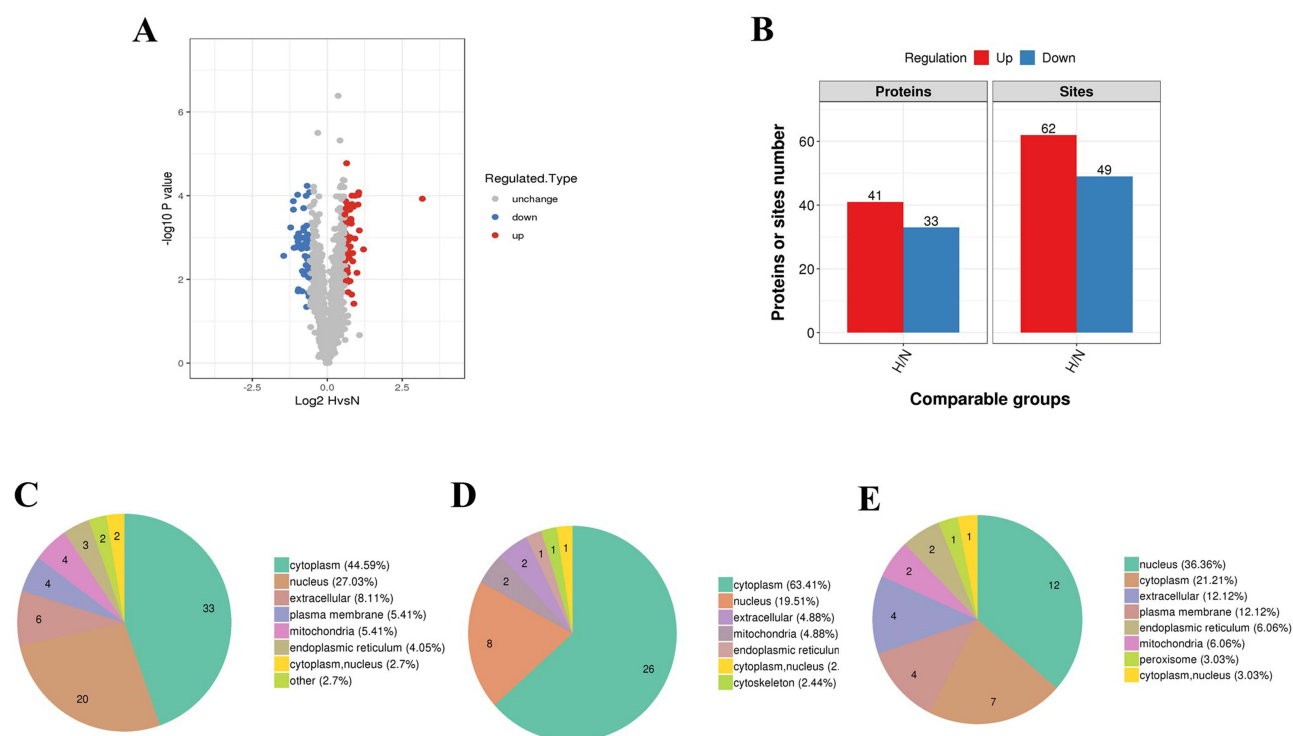 A
6
4
2
0
-log10 P value
-2.5
0.0
2.5
Log2 HvsN
Regulated.Type
unchange
down
up
B
Regulation Up Down
Proteins
Sites
60
40
20
0
Proteins or sites number
41
33
62
49
H/N
H/N
Comparable groups
C
33
20
6
4
4
3
2
2
cytoplasm (44.59%)
nucleus (27.03%)
extracellular (8.11%)
plasma membrane (5.41%)
mitochondria (5.41%)
endoplasmic reticulum (4.05%)
cytoplasm,nucleus (2.7%)
other (2.7%)
D
26
8
2
2
1
1
1
cytoplasm (63.41%)
nucleus (19.51%)
extracellular (4.88%)
mitochondria (4.88%)
endoplasmic reticulun
cytoplasm,nucleus (2.
cytoskeleton (2.44%)
E
12
7
4
4
2
2
1
1
nucleus (36.36%)
cytoplasm (21.21%)
extracellular (12.12%)
plasma membrane (12.12%)
endoplasmic reticulum (6.06%)
mitochondria (6.06%)
peroxisome (3.03%)
cytoplasm,nucleus (3.03%)